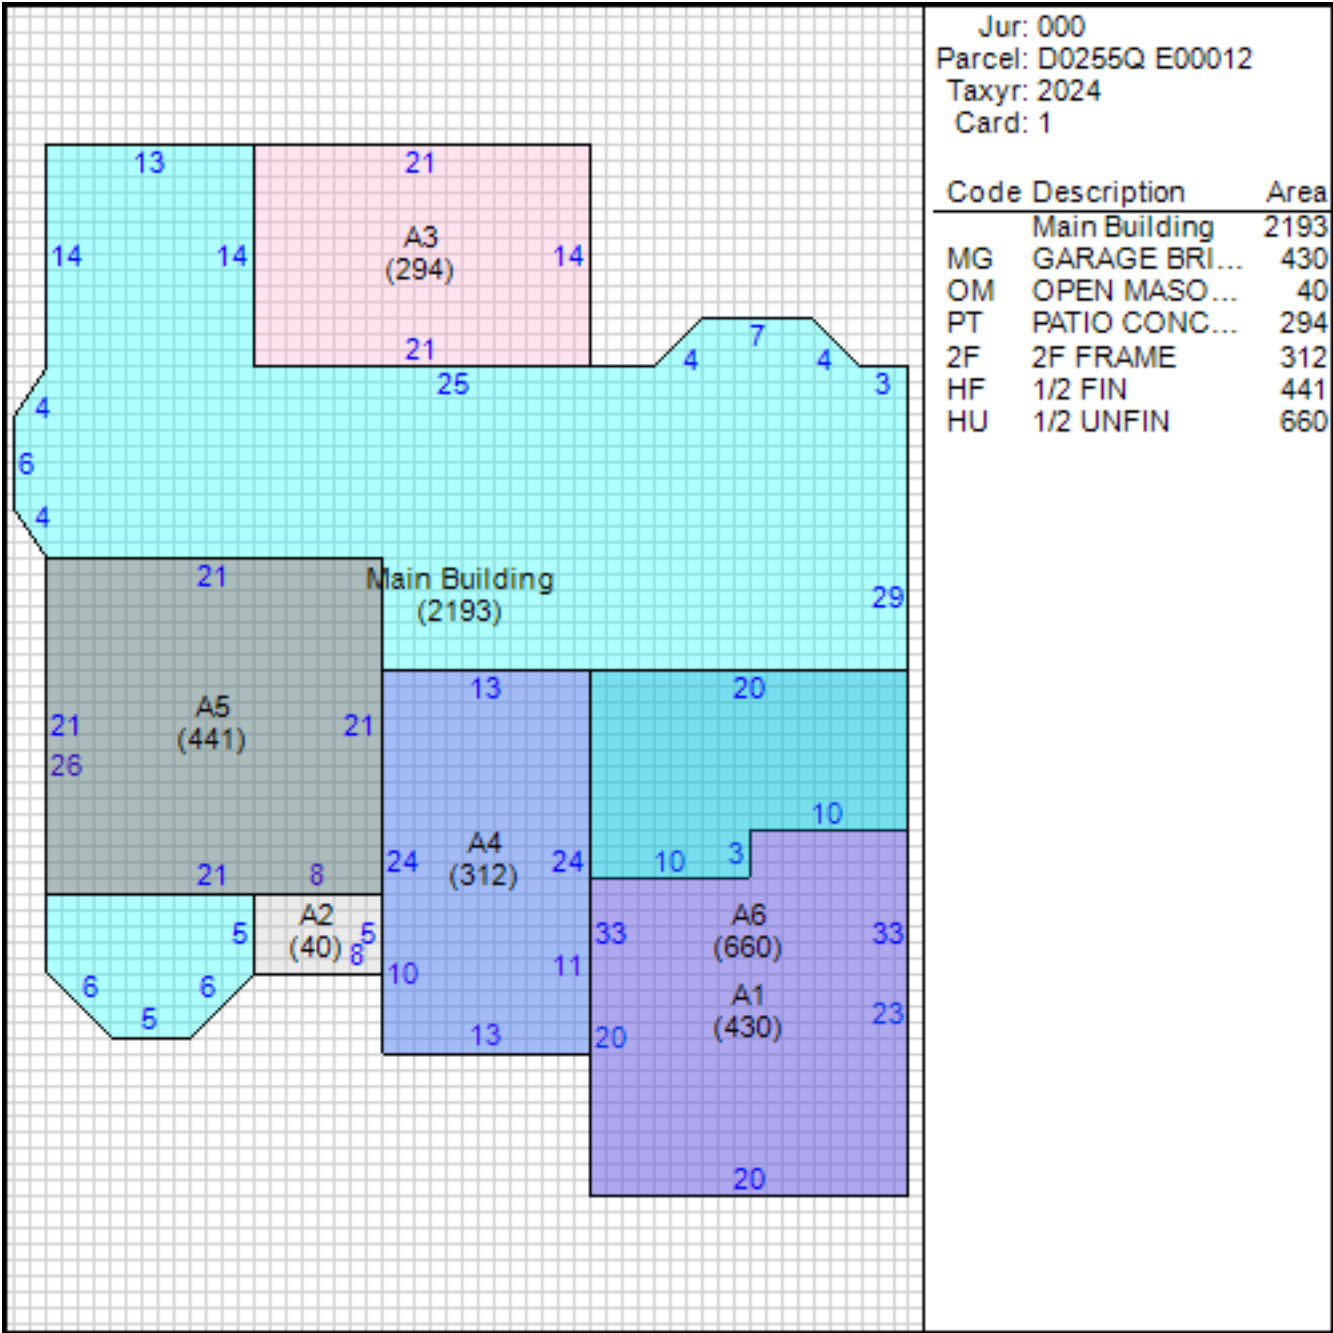 Jur: 000
Parcel: D0255Q E00012
Taxyr: 2024
Card: 1
Code Description Area
Main Building 2193
MG GARAGE BRI... 430
OM OPEN MASO... 40
PT PATIO CONC... 294
2F 2F FRAME 312
HF 1/2 FIN 441
HU 1/2 UNFIN 660
13
21
14
14
A3
(294)
14
21
25
7
4
4
3
4
6
4
21
Main Building
(2193)
29
13
20
A5
(441)
21
21
26
10
A4
(312)
24
24
10
3
21
8
A2
(40)
5
5
8
A6
(660)
33
33
10
11
6
6
5
A1
(430)
23
20
13
20